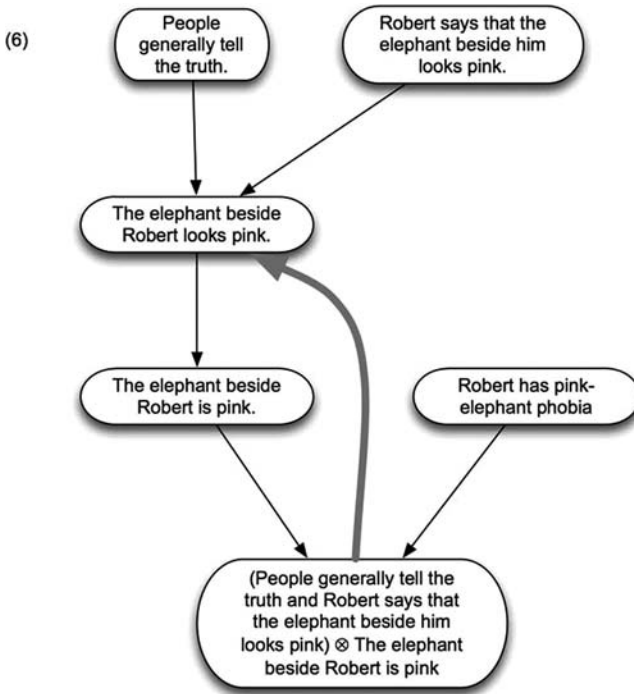 (6)
People
generally tell
the truth.
Robert says that the
elephant beside him
looks pink.
The elephant beside
Robert looks pink.
The elephant beside
Robert is pink.
Robert has pink-
elephant phobia
(People generally tell the
truth and Robert says that
the elephant beside him
looks pink) ⊗ The elephant
beside Robert is pink